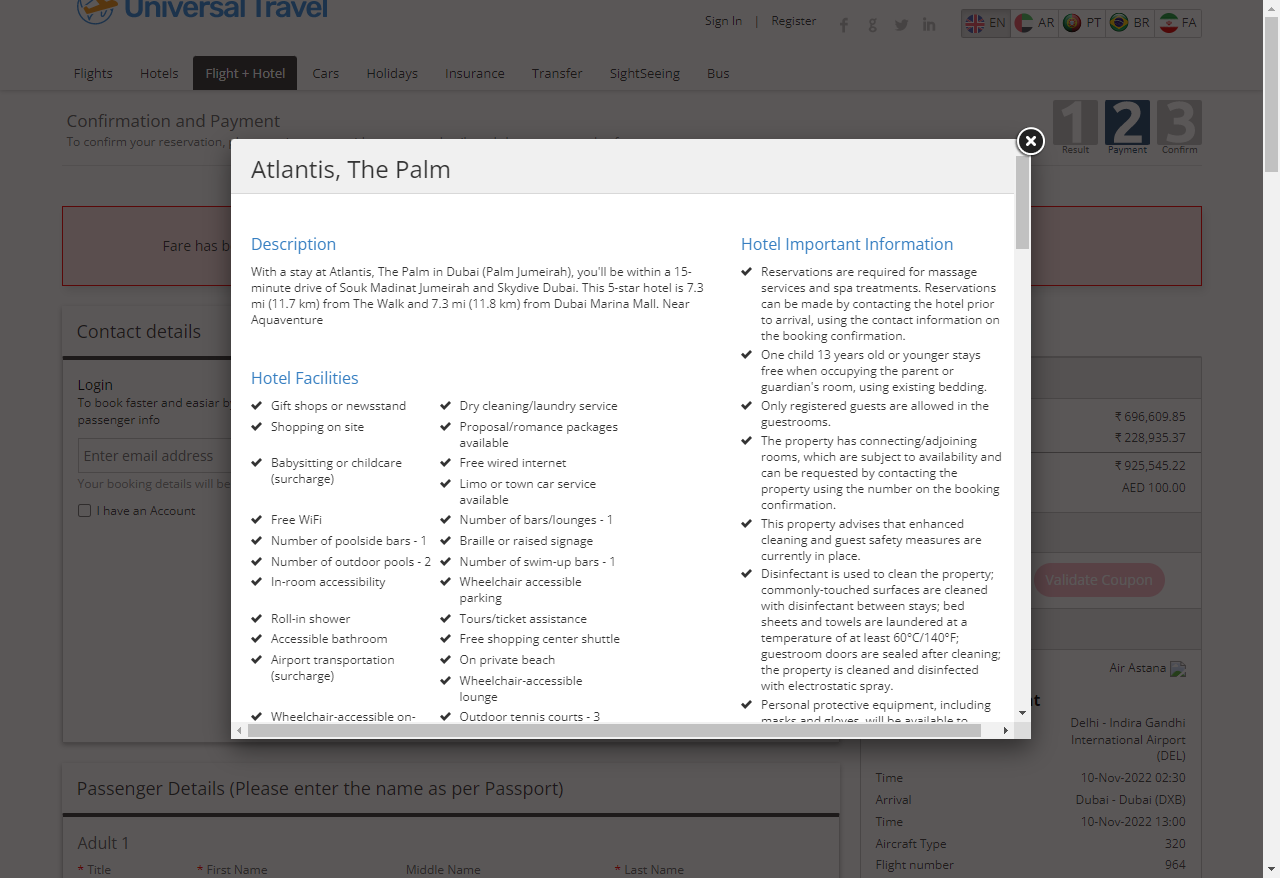 Universal Travel
Sign In | Register
EN AR PT BR FA
Flights Hotels Flight + Hotel Cars Holidays Insurance Transfer SightSeeing Bus
Confirmation and Payment
To confirm your reservation,
1 2 3
Result Payment Confirm
Fare has b
Contact details
Login
To book faster and easiar by
passenger info
Enter email address
Your booking details will be
I have an Account
Atlantis, The Palm
Description
With a stay at Atlantis, The Palm in Dubai (Palm Jumeirah), you'll be within a 15-
minute drive of Souk Madinat Jumeirah and Skydive Dubai. This 5-star hotel is 7.3
mi (11.7 km) from The Walk and 7.3 mi (11.8 km) from Dubai Marina Mall. Near
Aquaventure
Hotel Facilities
Gift shops or newsstand
Dry cleaning/laundry service
Shopping on site
Proposal/romance packages
available
Babysitting or childcare
(surcharge)
Free wired internet
Limo or town car service
available
Free WiFi
Number of bars/lounges - 1
Number of poolside bars - 1
Braille or raised signage
Number of outdoor pools - 2
Number of swim-up bars - 1
In-room accessibility
Wheelchair accessible
parking
Roll-in shower
Tours/ticket assistance
Accessible bathroom
Free shopping center shuttle
Airport transportation
(surcharge)
On private beach
Wheelchair-accessible
lounge
Wheelchair-accessible on-
Outdoor tennis courts - 3
Hotel Important Information
Reservations are required for massage
services and spa treatments. Reservations
can be made by contacting the hotel prior
to arrival, using the contact information on
the booking confirmation.
One child 13 years old or younger stays
free when occupying the parent or
guardian's room, using existing bedding.
Only registered guests are allowed in the
guestrooms.
The property has connecting/adjoining
rooms, which are subject to availability and
can be requested by contacting the
property using the number on the booking
confirmation.
This property advises that enhanced
cleaning and guest safety measures are
currently in place.
Disinfectant is used to clean the property;
commonly-touched surfaces are cleaned
with disinfectant between stays; bed
sheets and towels are laundered at a
temperature of at least 60°C/140°F;
guestroom doors are sealed after cleaning;
the property is cleaned and disinfected
with electrostatic spray.
Personal protective equipment, including
masks and gloves, will be available to
₹ 696,609.85
₹ 228,935.37
₹ 925,545.22
AED 100.00
Validate Coupon
Air Astana
Delhi - Indira Gandhi
International Airport
(DEL)
Time 10-Nov-2022 02:30
Arrival Dubai - Dubai (DXB)
Time 10-Nov-2022 13:00
Aircraft Type 320
Flight number 964
Passenger Details (Please enter the name as per Passport)
Adult 1
* Title * First Name Middle Name * Last Name